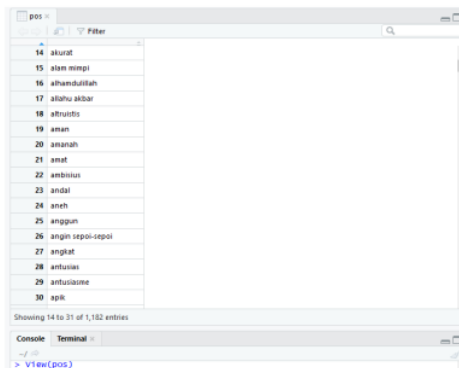 pos
Filter
14 akurat
15 alam mimpi
16 alhamdulillah
17 allahu akbar
18 altruistis
19 aman
20 amanah
21 amat
22 ambisius
23 andal
24 aneh
25 anggun
26 angin sepoi-sepoi
27 angkat
28 antusias
29 antusiasme
30 apik
Showing 14 to 31 of 1,182 entries
Console Terminal
~/
> View(pos)